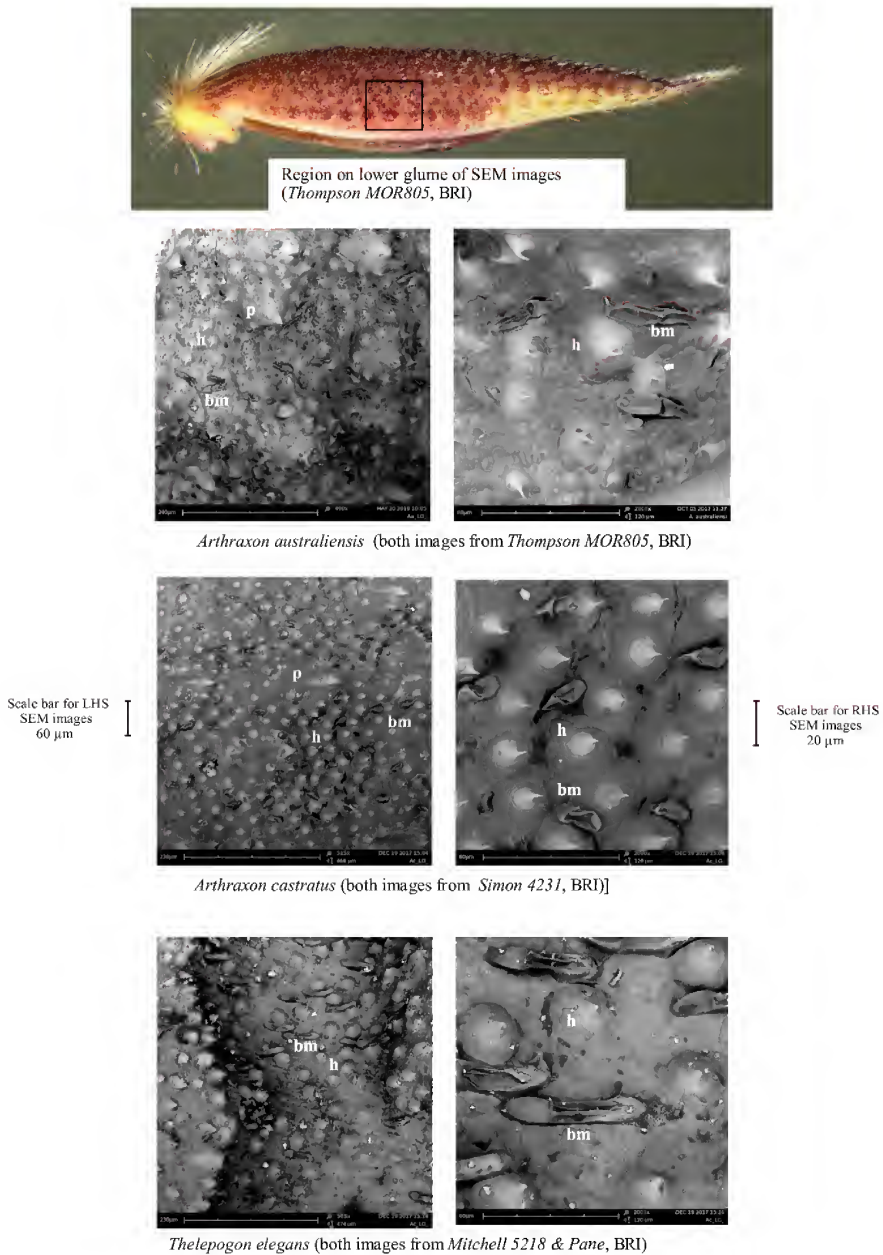 Region on lower glume of SEM images
(Thompson MOR805, BRI)
p
h
bm
h
bm
Arthraxon australiensis (both images from Thompson MOR805, BRI)
p
bm
h
h
bm
Scale bar for LHS
SEM images
60 µm
Scale bar for RHS
SEM images
20 µm
Arthraxon castratus (both images from Simon 4231, BRI)]
bm
h
h
bm
Thelepogon elegans (both images from Mitchell 5218 & Pane, BRI)